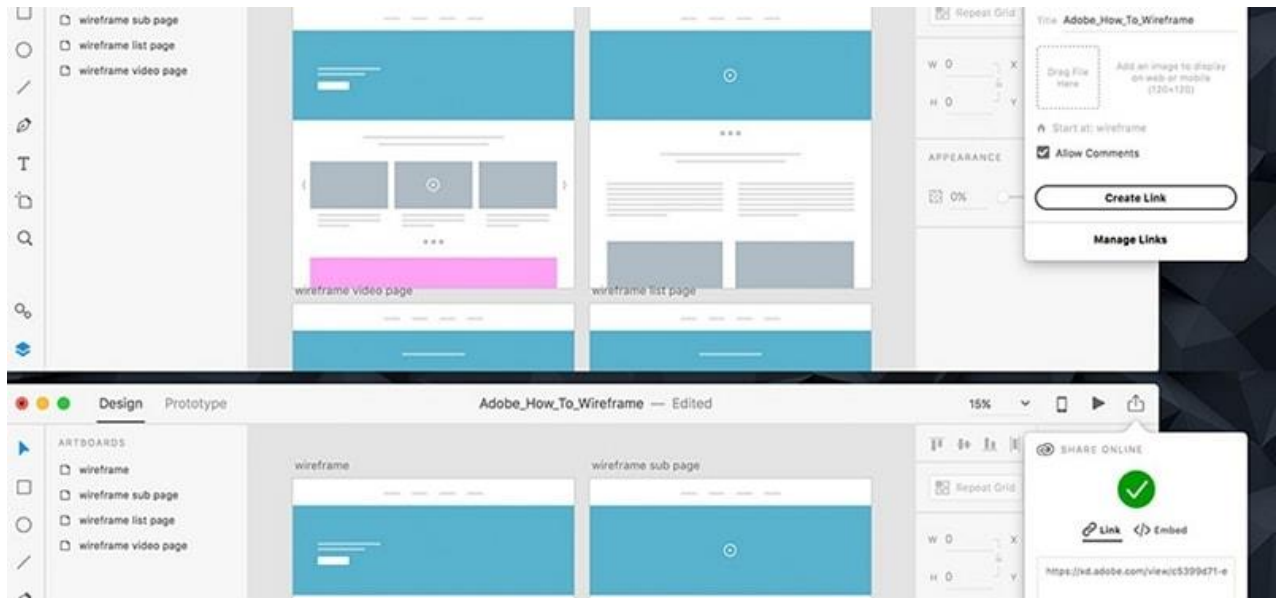 wireframe sub page
wireframe list page
wireframe video page
T
wireframe video page
wireframe list page
Repeat Grid
W 0
X
H 0
Y
APPEARANCE
0%
Title Adobe_How_To_Wireframe
Drag File
Here
Add an image to display
on web or mobile
(120×120)
Start at: wireframe
Allow Comments
Create Link
Manage Links
Design Prototype
Adobe_How_To_Wireframe — Edited
15%
ARTBOARDS
wireframe
wireframe sub page
wireframe list page
wireframe video page
wireframe
wireframe sub page
Repeat Grid
W 0
X
H 0
Y
SHARE ONLINE
Link </> Embed
https://xd.adobe.com/view/c5399d71-e